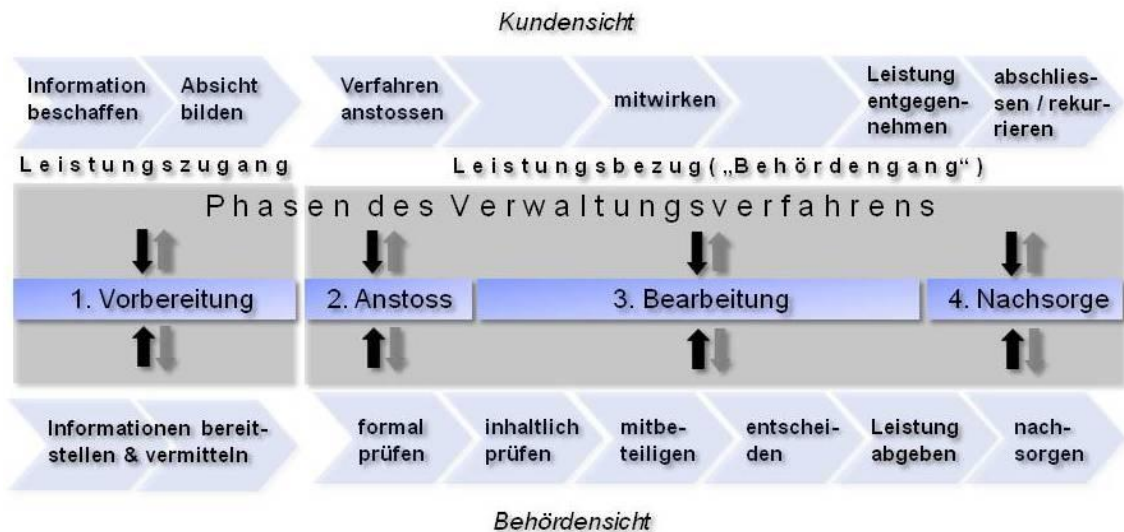 Kundensicht
Information
beschaffen
Absicht
bilden
Verfahren
anstossen
mitwirken
Leistung
entgegen-
nehmen
abschlies-
sen / rekur-
rieren
Leistungszugang
Leistungsbezug („Behördengang“)
Phasen des Verwaltungsverfahrens
1. Vorbereitung
2. Anstoss
3. Bearbeitung
4. Nachsorge
Informationen bereit-
stellen & vermitteln
formal
prüfen
inhaltlich
prüfen
mitbe-
teiligen
entschei-
den
Leistung
abgeben
nach-
sorgen
Behördensicht